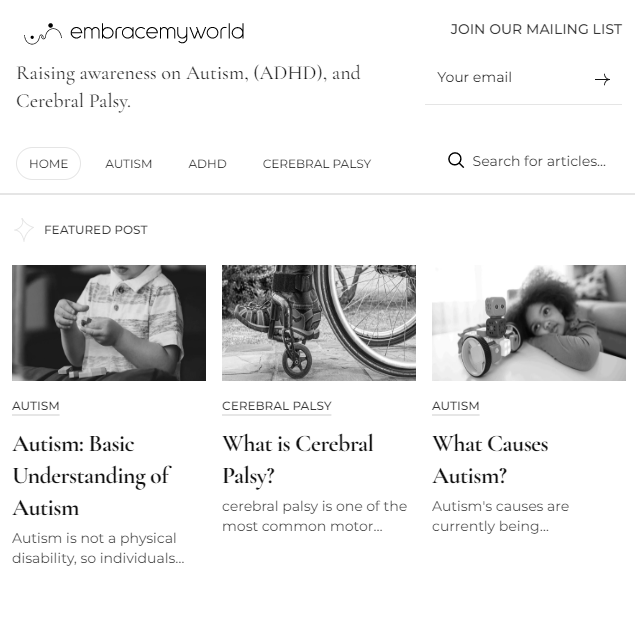 embracemyworld
JOIN OUR MAILING LIST
Raising awareness on Autism, (ADHD), and
Cerebral Palsy.
Your email
HOME
AUTISM
ADHD
CEREBRAL PALSY
Search for articles...
FEATURED POST
AUTISM
Autism: Basic
Understanding of
Autism
Autism is not a physical
disability, so individuals...
CEREBRAL PALSY
What is Cerebral
Palsy?
cerebral palsy is one of the
most common motor...
AUTISM
What Causes
Autism?
Autism's causes are
currently being...